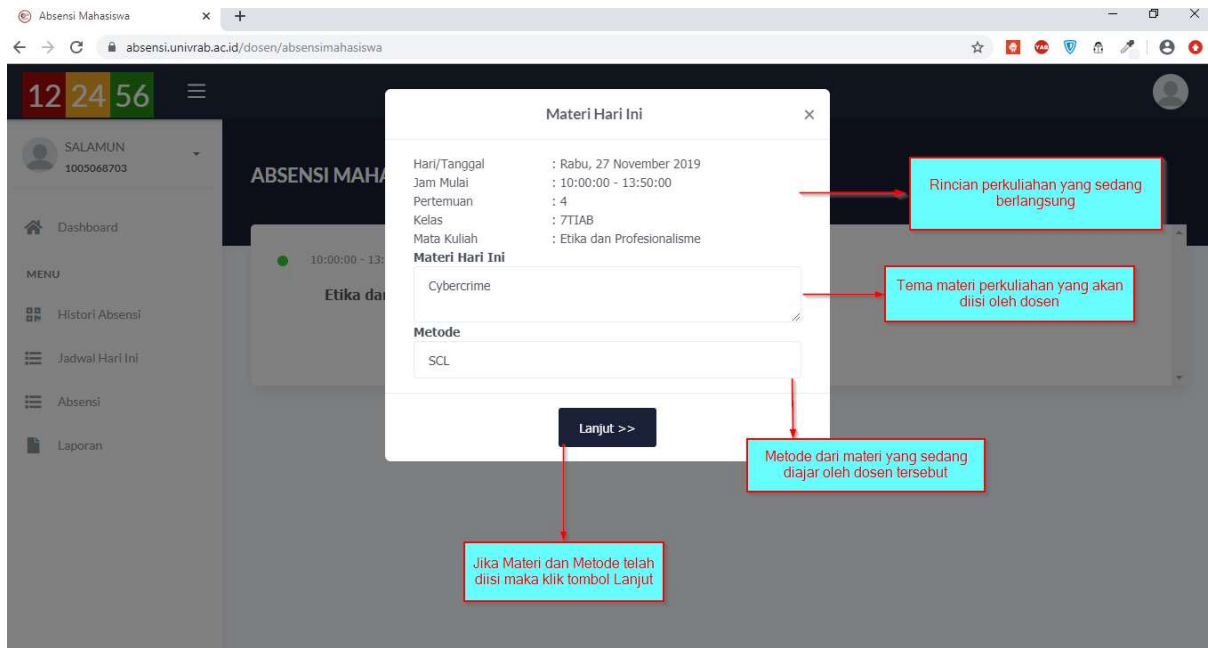 Absensi Mahasiswa
absensi.univrab.ac.id/dosen/absensimahasiswa
12 24 56
SALAMUN
1005068703
Dashboard
MENU
Histori Absensi
Jadwal Hari Ini
Absensi
Laporan
ABSENSI MAHA
10:00:00 - 13:
Etika dan
Materi Hari Ini
Hari/Tanggal : Rabu, 27 November 2019
Jam Mulai : 10:00:00 - 13:50:00
Pertemuan : 4
Kelas : 7TIAB
Mata Kuliah : Etika dan Profesionalisme
Materi Hari Ini
Cybercrime
Metode
SCL
Lanjut >>
Rincian perkuliahan yang sedang
berlangsung
Tema materi perkuliahan yang akan
diisi oleh dosen
Metode dari materi yang sedang
diajar oleh dosen tersebut
Jika Materi dan Metode telah
diisi maka klik tombol Lanjut